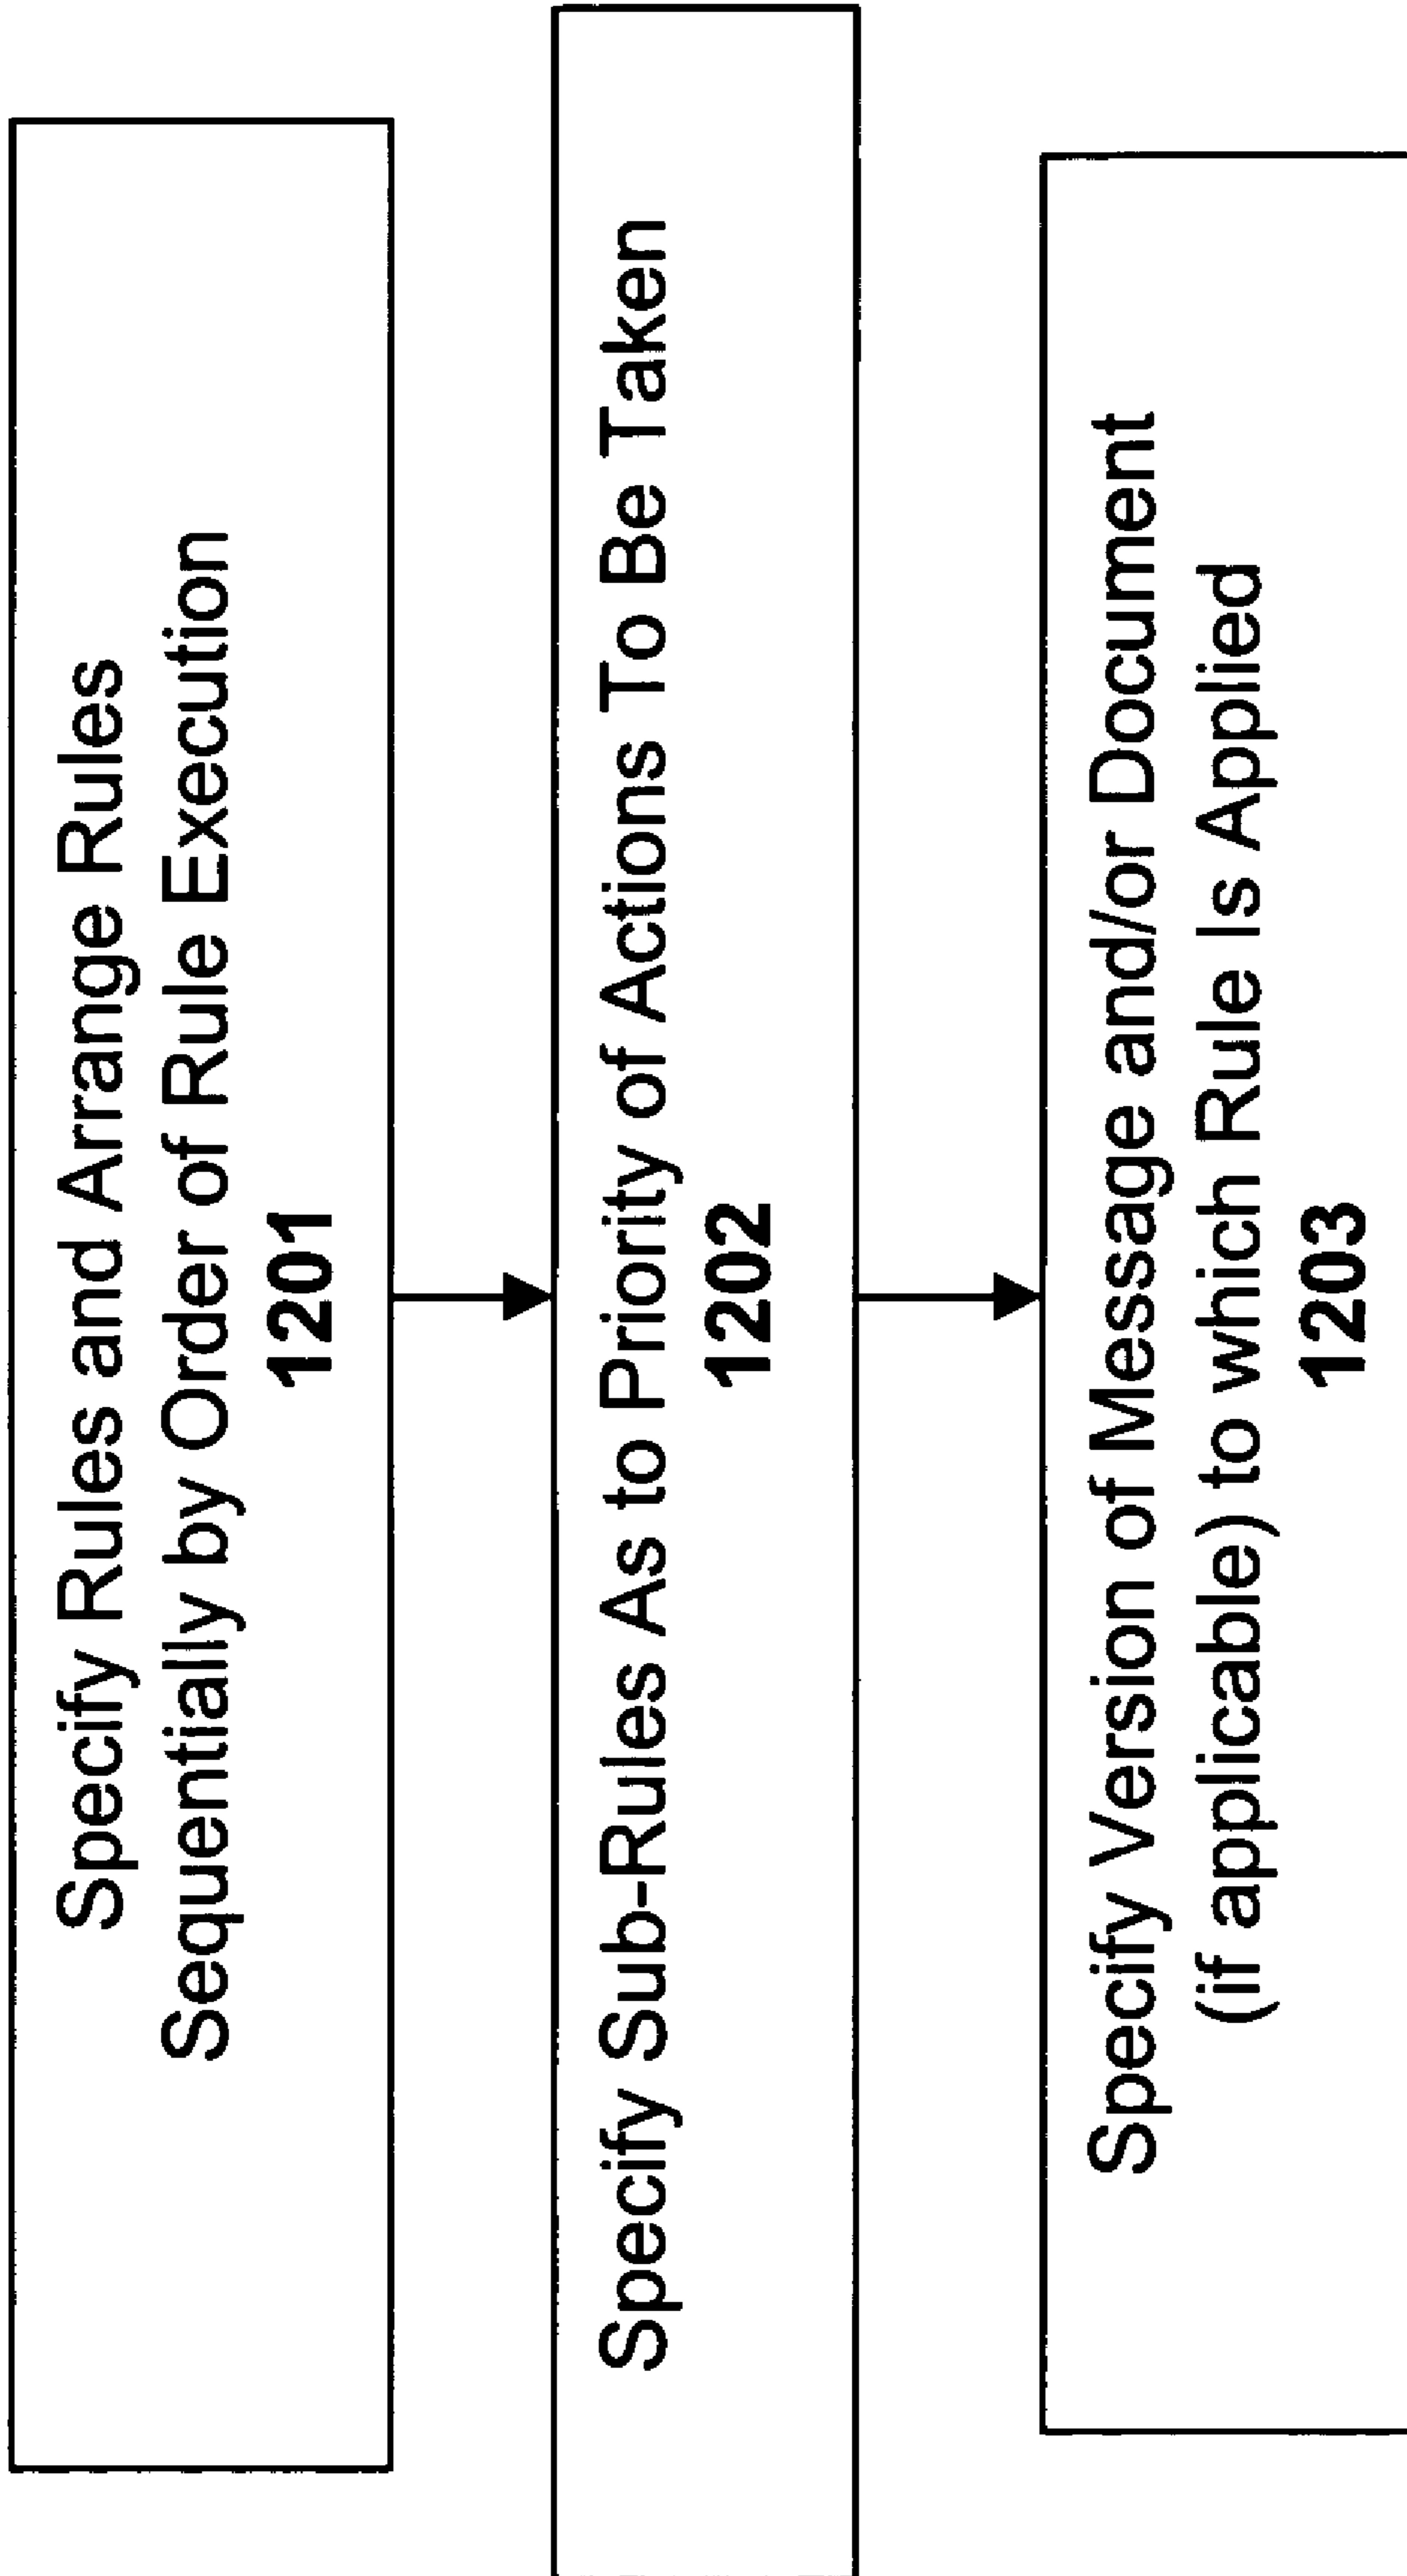 Specify Rules and Arrange Rules
Sequentially by Order of Rule Execution
1201
Specify Sub-Rules As to Priority of Actions To Be Taken
1202
Specify Version of Message and/or Document
(if applicable) to which Rule Is Applied
1203